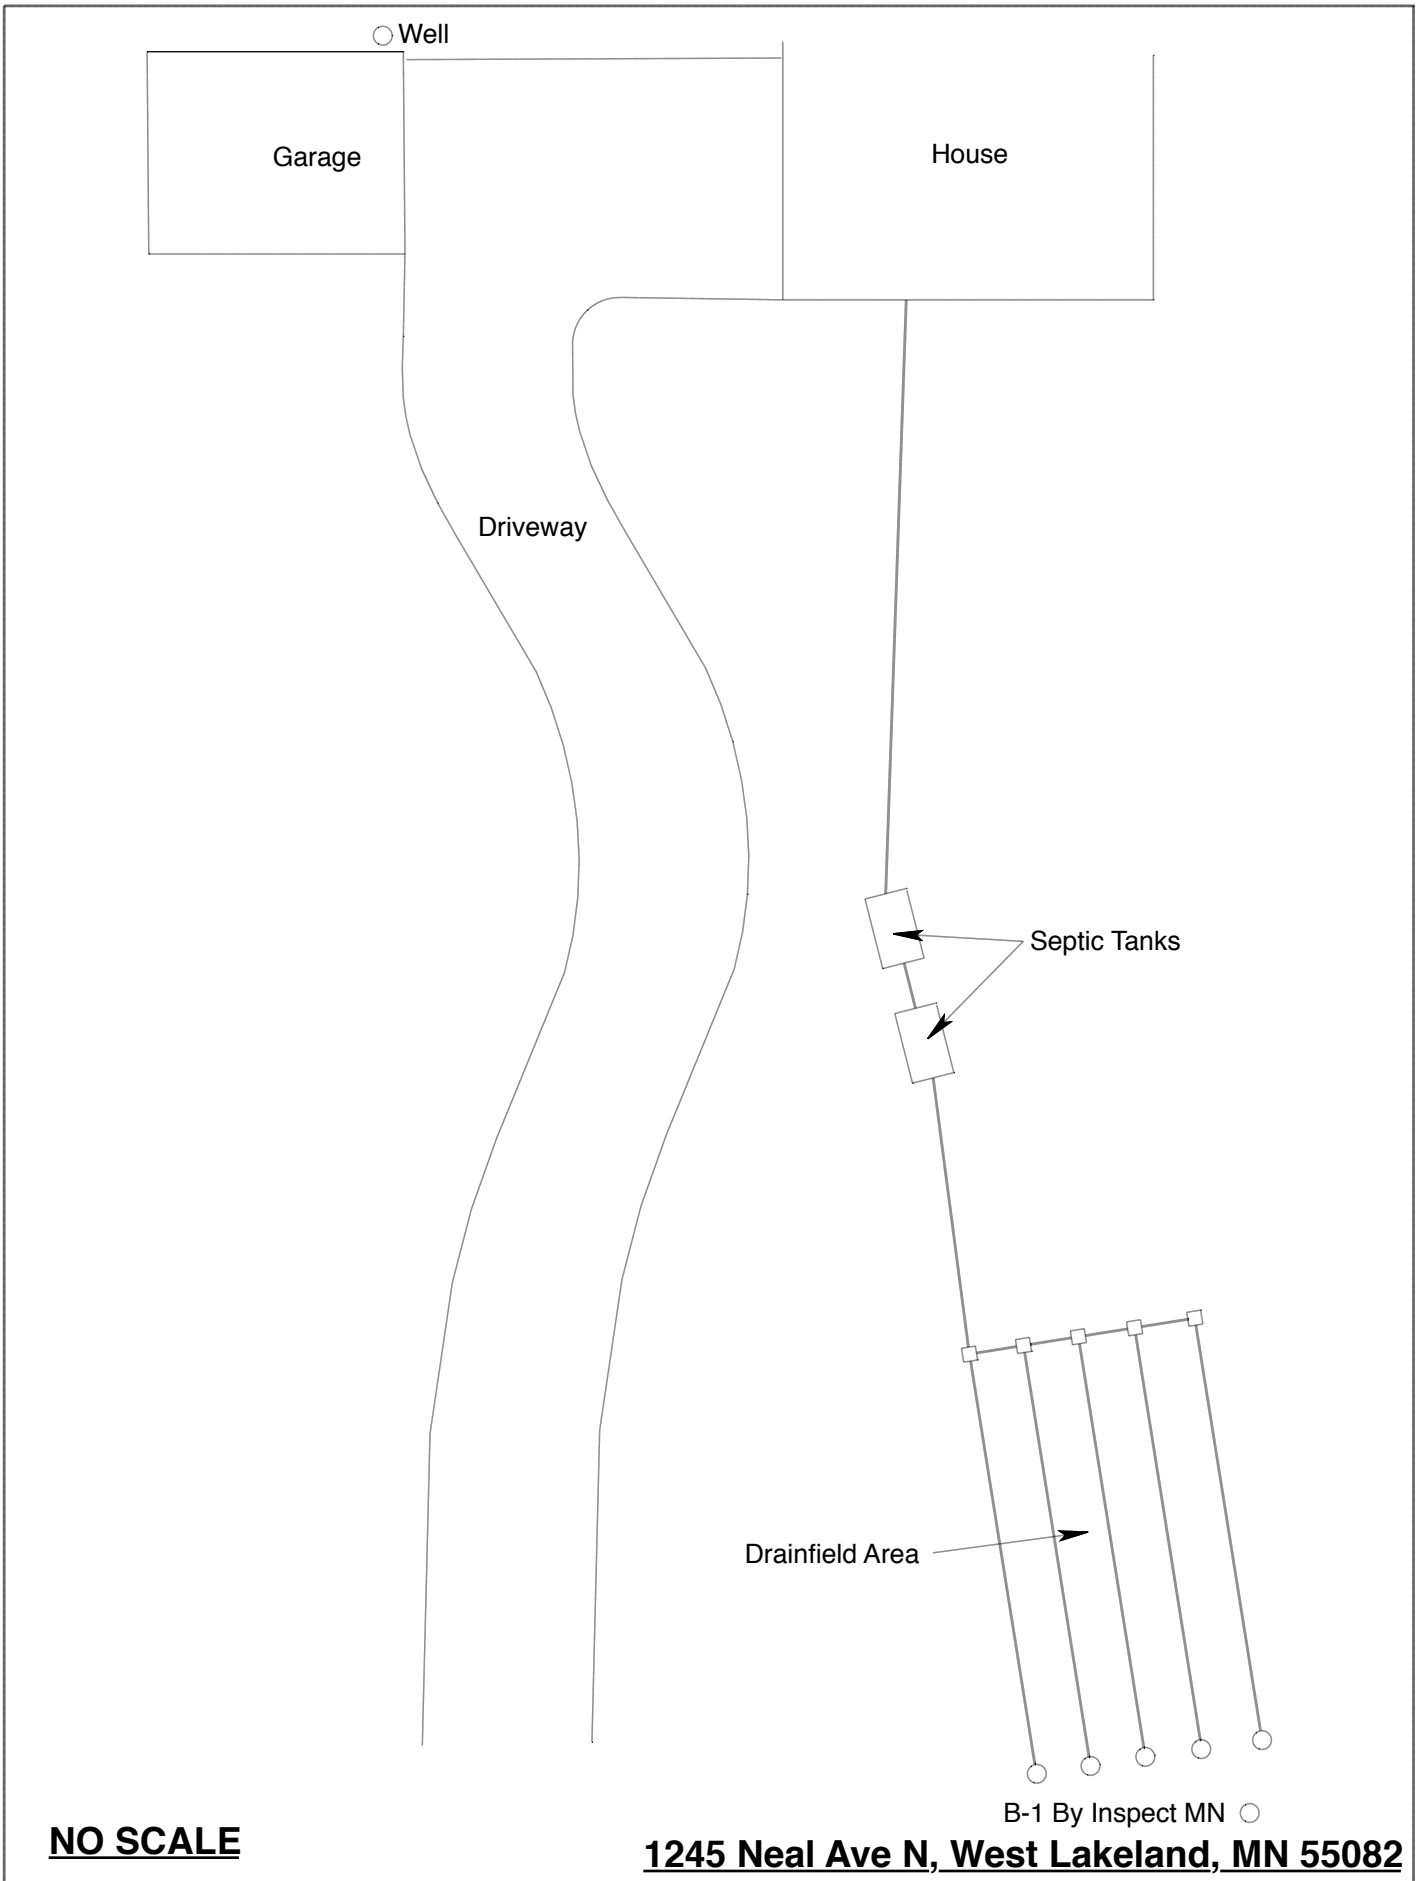 Well
Garage
House
Driveway
Septic Tanks
Drainfield Area
B-1 By Inspect MN
NO SCALE
1245 Neal Ave N, West Lakeland, MN 55082